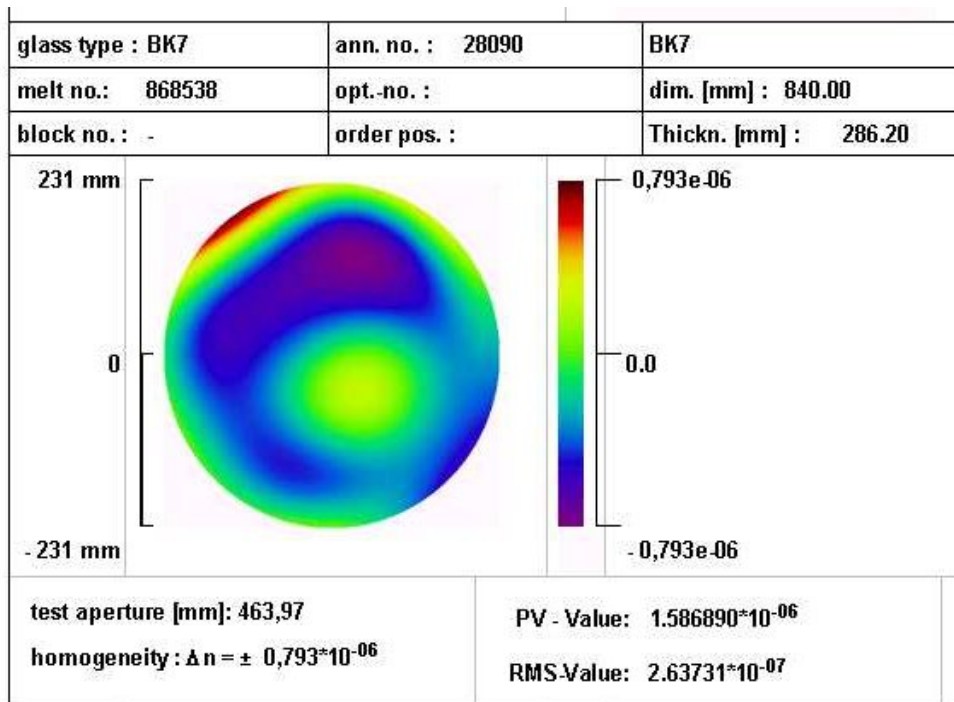 glass type : BK7 ann. no. : 28090 BK7
melt no.: 868538 opt.-no. : dim. [mm] : 840.00
block no. : - order pos. : Thickn. [mm] : 286.20
231 mm 0,793e-06
0 0.0
- 231 mm - 0,793e-06
test aperture [mm]: 463,97
homogeneity : Δ n = ± 0,793*10-06
PV - Value: 1.586890*10-06
RMS-Value: 2.63731*10-07